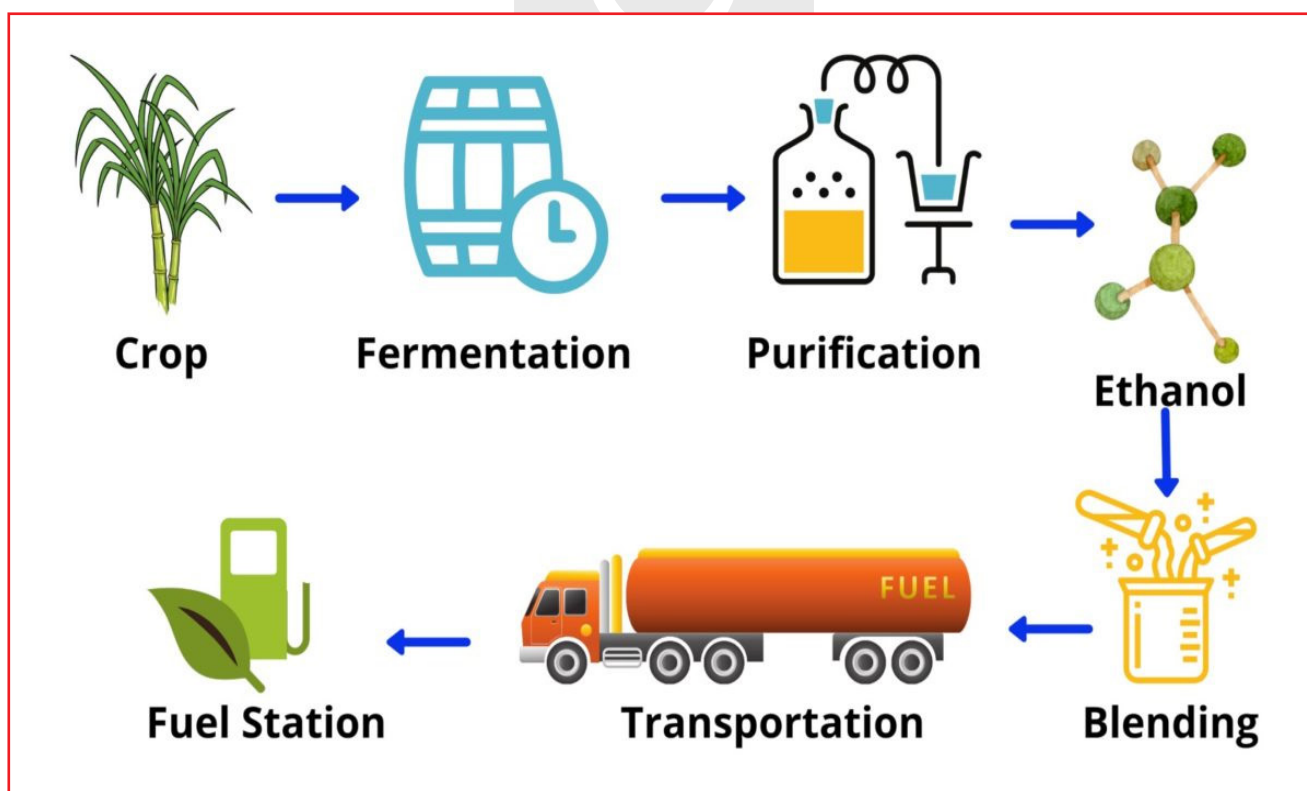 Crop
Fermentation
Purification
Ethanol
FUEL
Fuel Station
Transportation
Blending